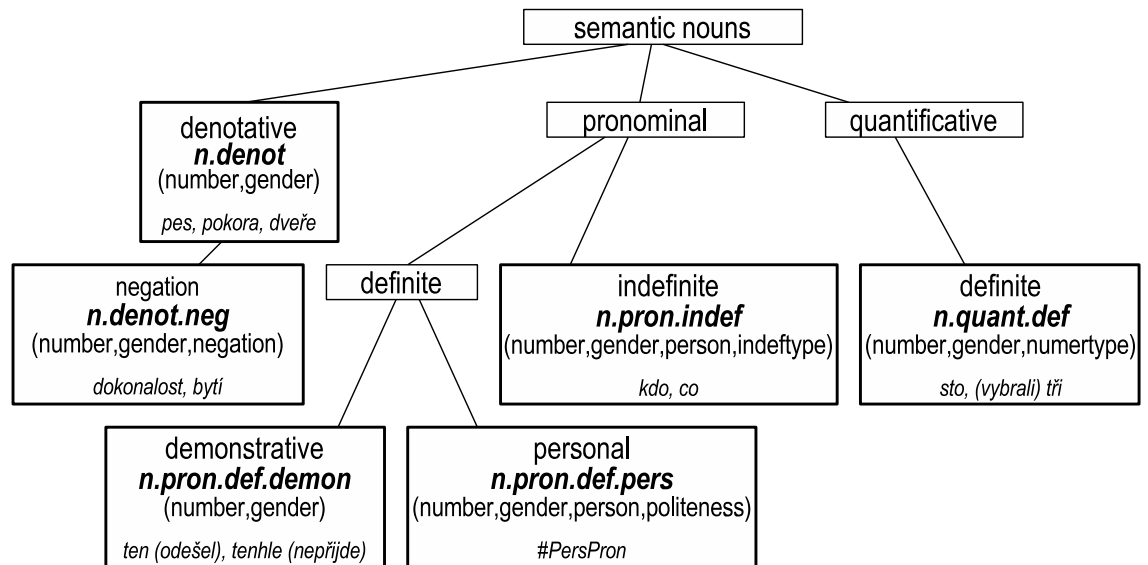 semantic nouns
denotative
n.denot
(number,gender)
pes, pokora, dveře
pronominal
quantificative
negation
n.denot.neg
(number,gender,negation)
dokonalost, bytí
definite
indefinite
n.pron.indef
(number,gender,person,indeftype)
kdo, co
definite
n.quant.def
(number,gender,numertype)
sto, (vybrali) tři
demonstrative
n.pron.def.demon
(number,gender)
ten (odešel), tenhle (nepřijde)
personal
n.pron.def.pers
(number,gender,person,politeness)
#PersPron